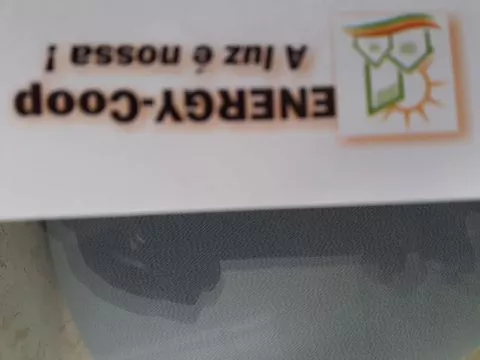 ENERGY-Coop
A luz é nossa !